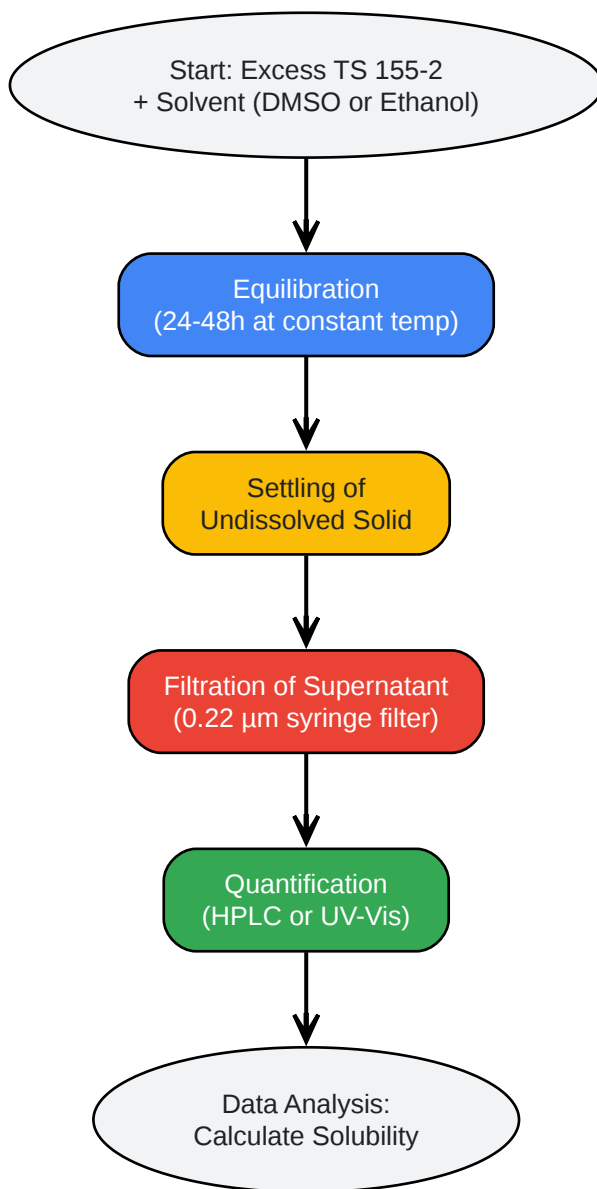 Start: Excess TS 155-2
+ Solvent (DMSO or Ethanol)
Equilibration
(24-48h at constant temp)
Settling of
Undissolved Solid
Filtration of Supernatant
(0.22 µm syringe filter)
Quantification
(HPLC or UV-Vis)
Data Analysis:
Calculate Solubility